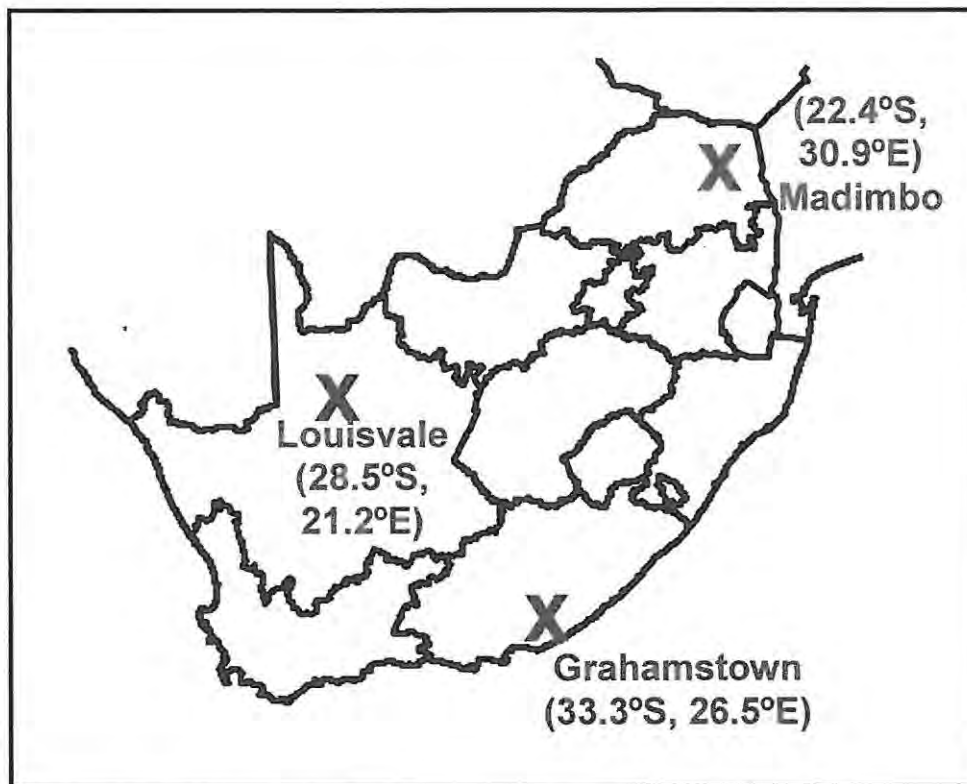 (22.4ºS,
30.9ºE)
X
Madimbo
X
Louisvale
(28.5ºS,
21.2ºE)
X
Grahamstown
(33.3ºS, 26.5ºE)